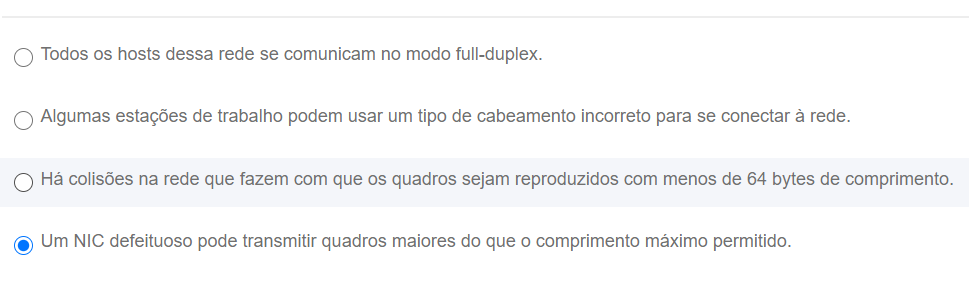 Todos os hosts dessa rede se comunicam no modo full-duplex.
Algumas estações de trabalho podem usar um tipo de cabeamento incorreto para se conectar à rede.
Há colisões na rede que fazem com que os quadros sejam reproduzidos com menos de 64 bytes de comprimento.
Um NIC defeituoso pode transmitir quadros maiores do que o comprimento máximo permitido.